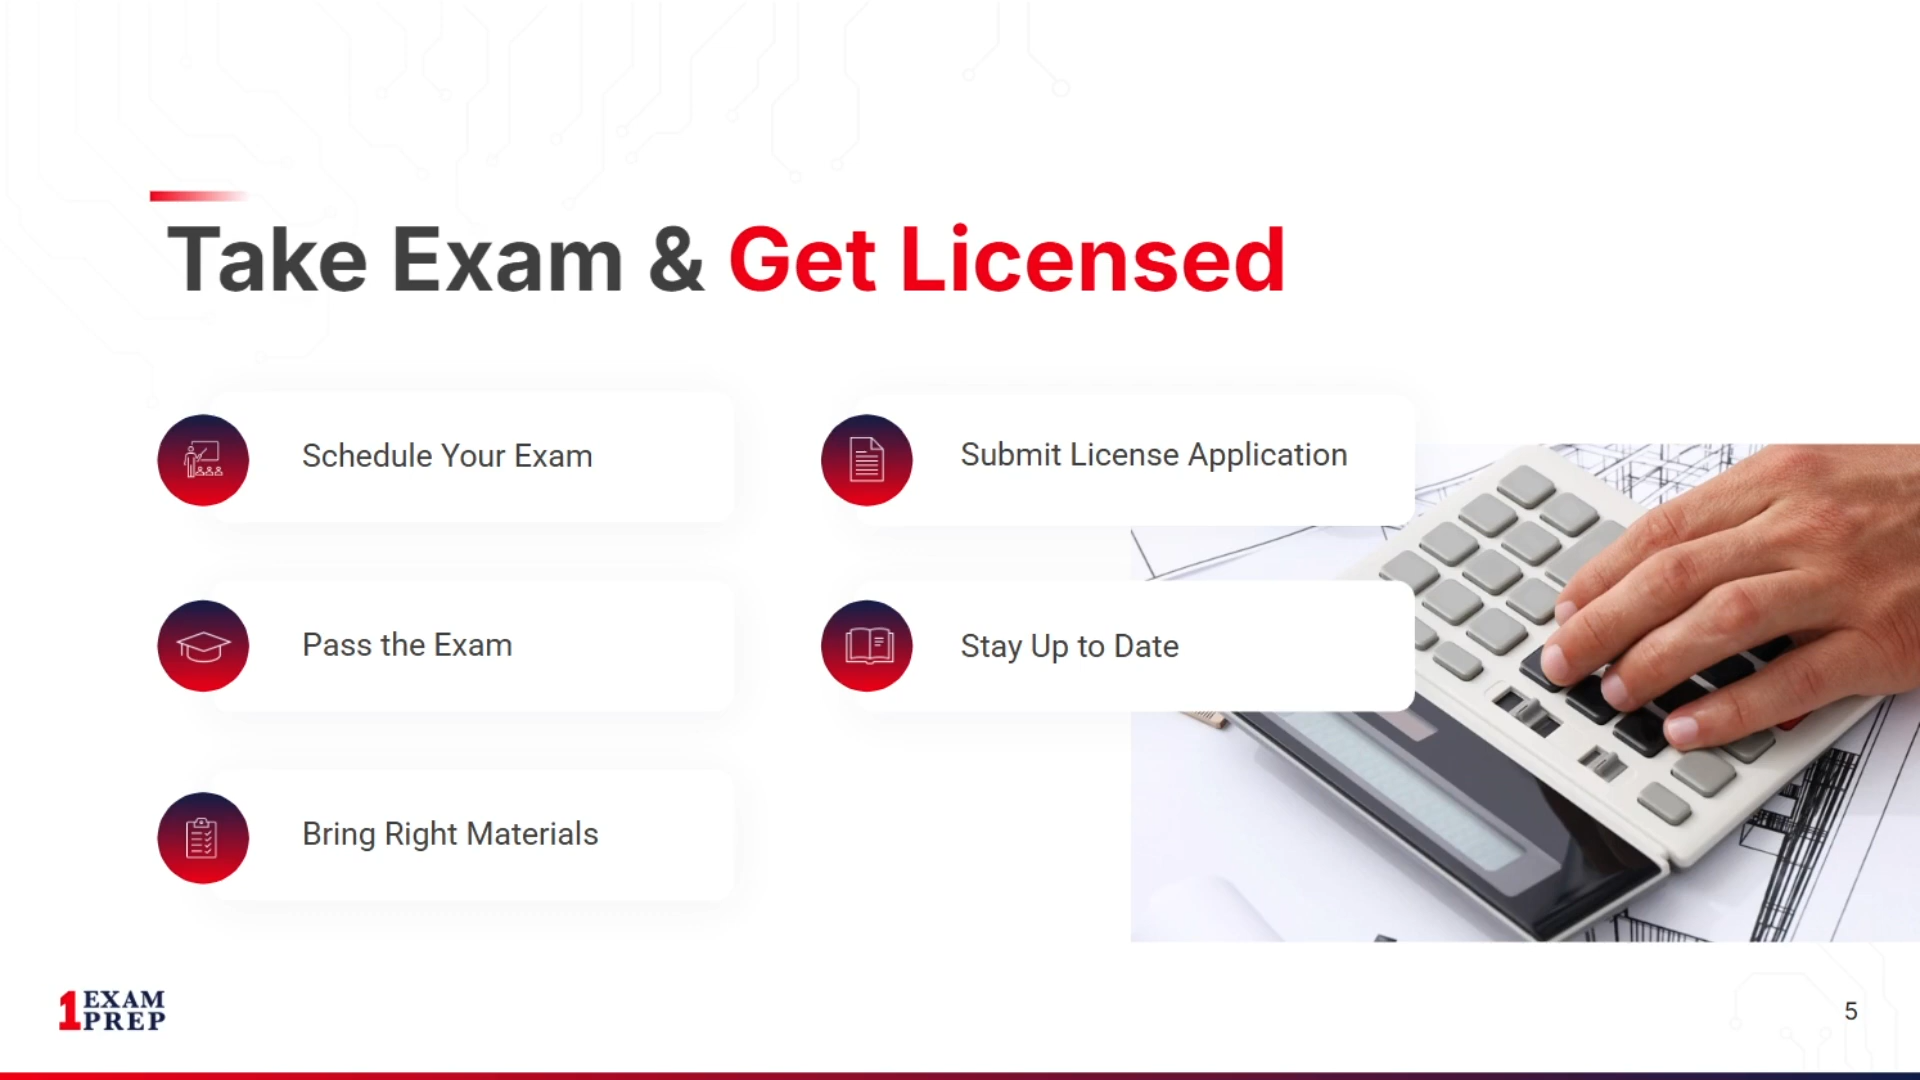 Take Exam & Get Licensed
Schedule Your Exam
Pass the Exam
Bring Right Materials
Submit License Application
Stay Up to Date
1 EXAM
PREP
5